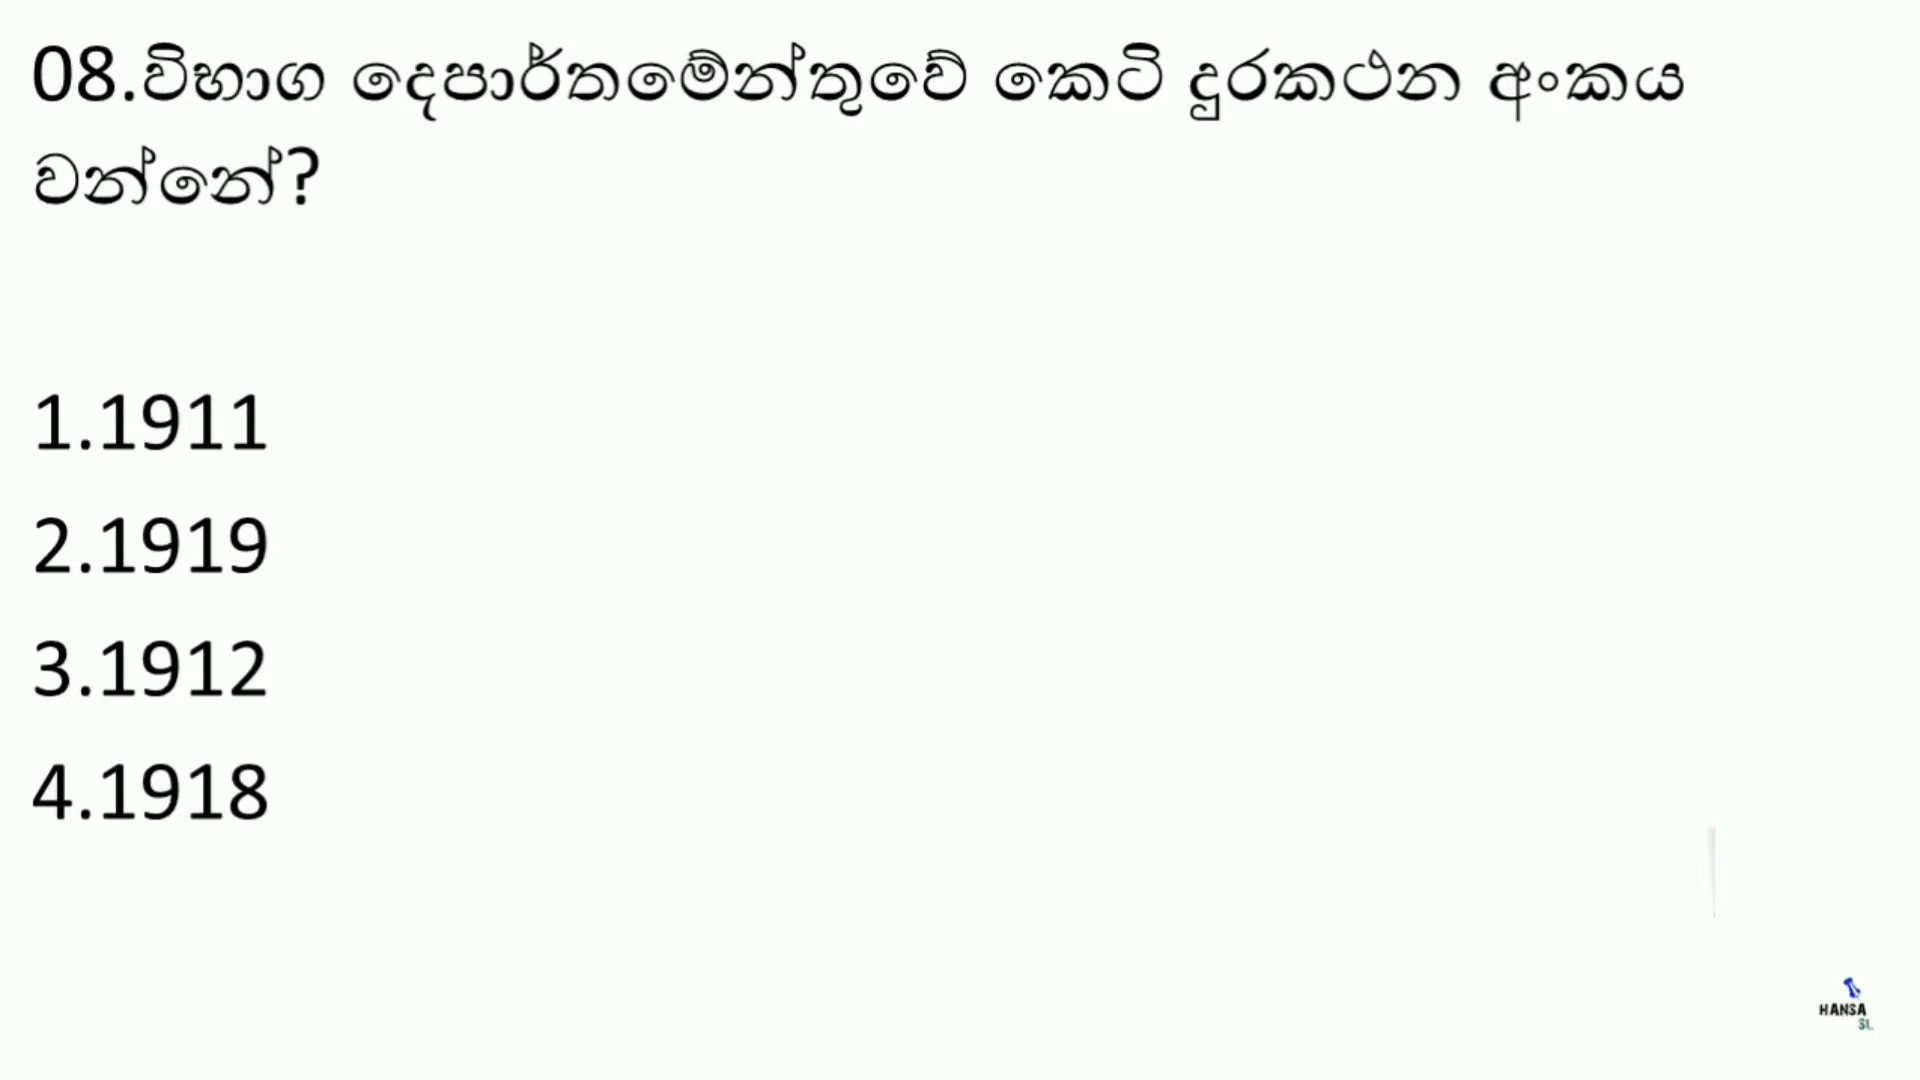 08.විභාග දෙපාර්තමේන්තුවේ කෙටි දුරකථන අංකය
වන්නේ?
1.1911
2.1919
3.1912
4.1918
HANSA
SL